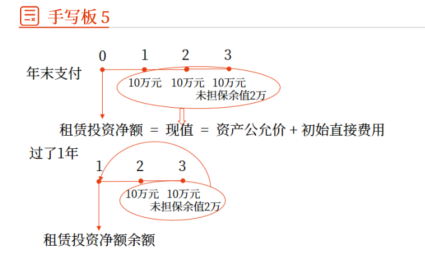 手写板 5
0 1 2 3
年末支付
10万元 10万元 10万元
未担保余值2万
租赁投资净额 = 现值 = 资产公允价 + 初始直接费用
过了1年
1 2 3
10万元 10万元
未担保余值2万
租赁投资净额余额